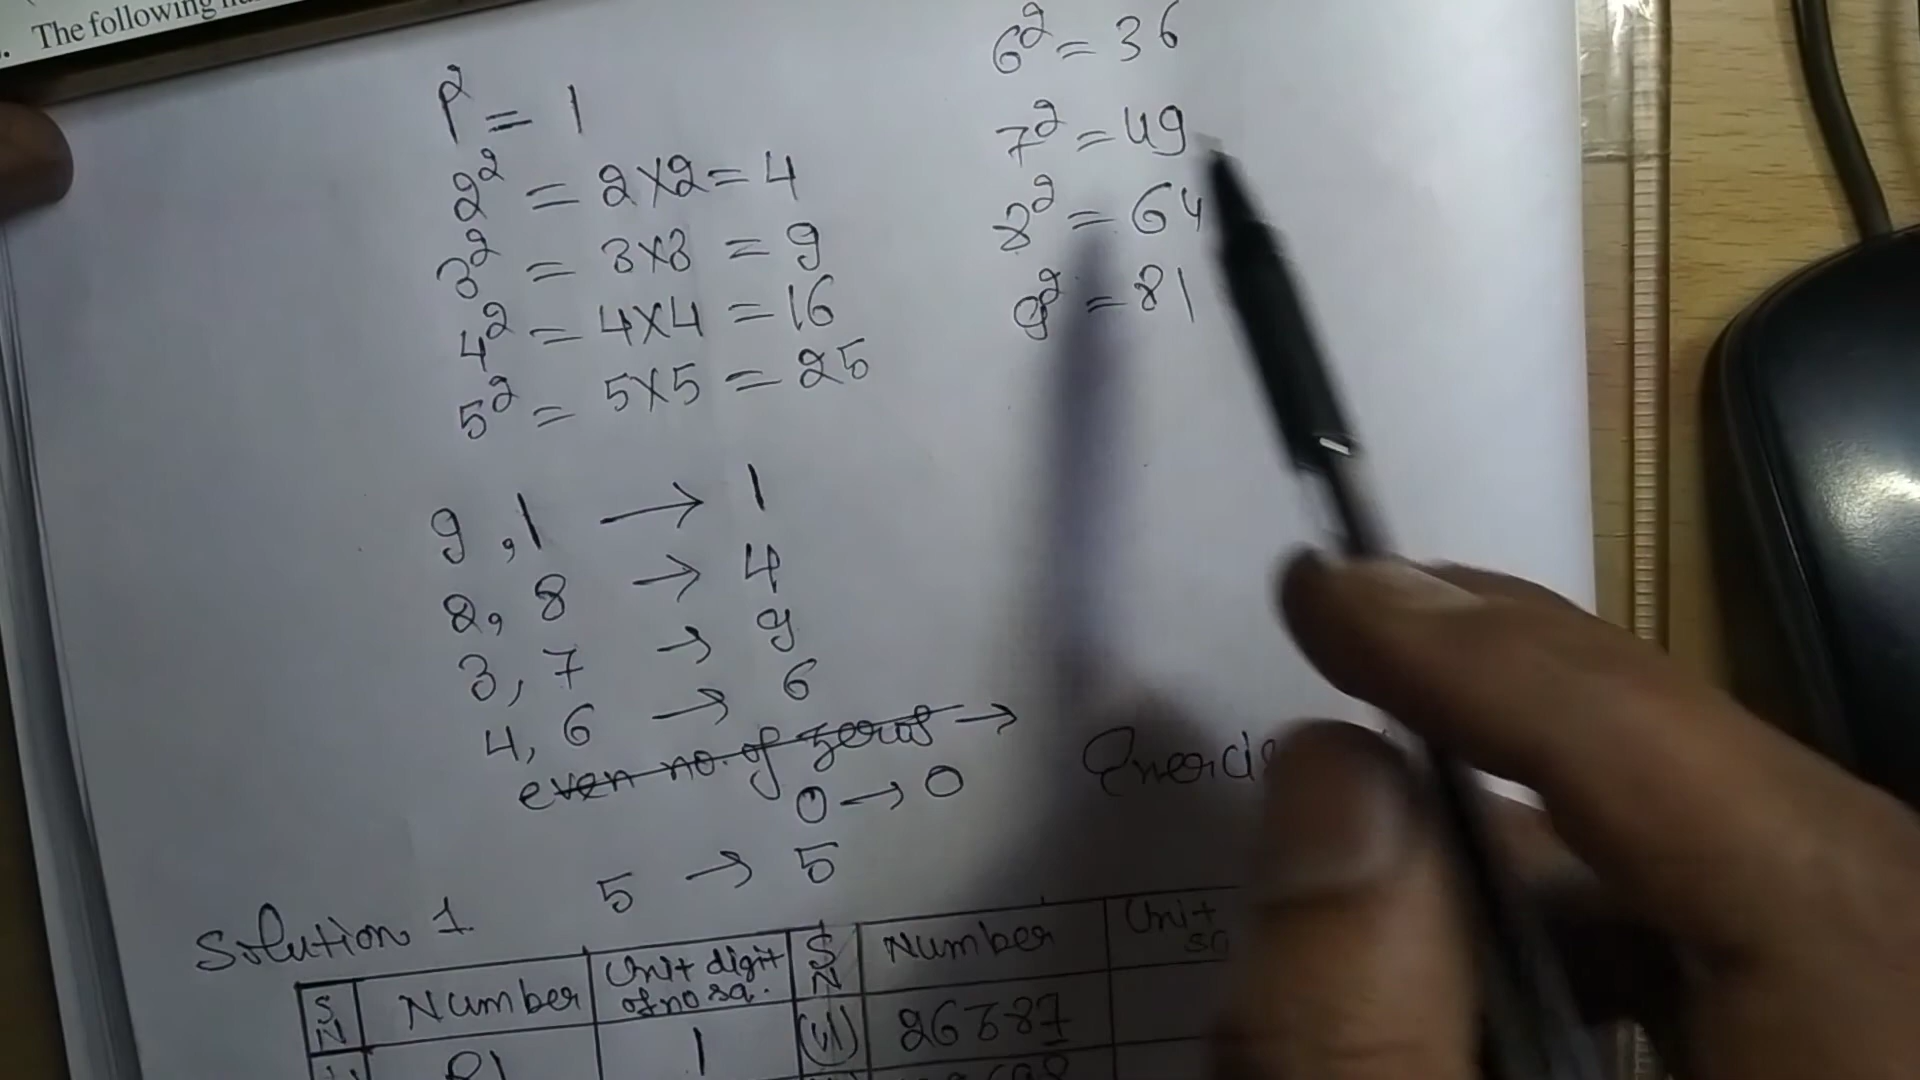 The following
1² = 1
2² = 2×2 = 4
3² = 3×3 = 9
4² = 4×4 = 16
5² = 5×5 = 25
6² = 36
7² = 49
8² = 64
9² = 81
9, 1 → 1
2, 8 → 4
3, 7 → 9
4, 6 → 6
even no. of zeros →
0 → 0
5 → 5
Solution 1
SN Number Unit digit of no sq. SN Number Unit
81 1 (vi) 26387